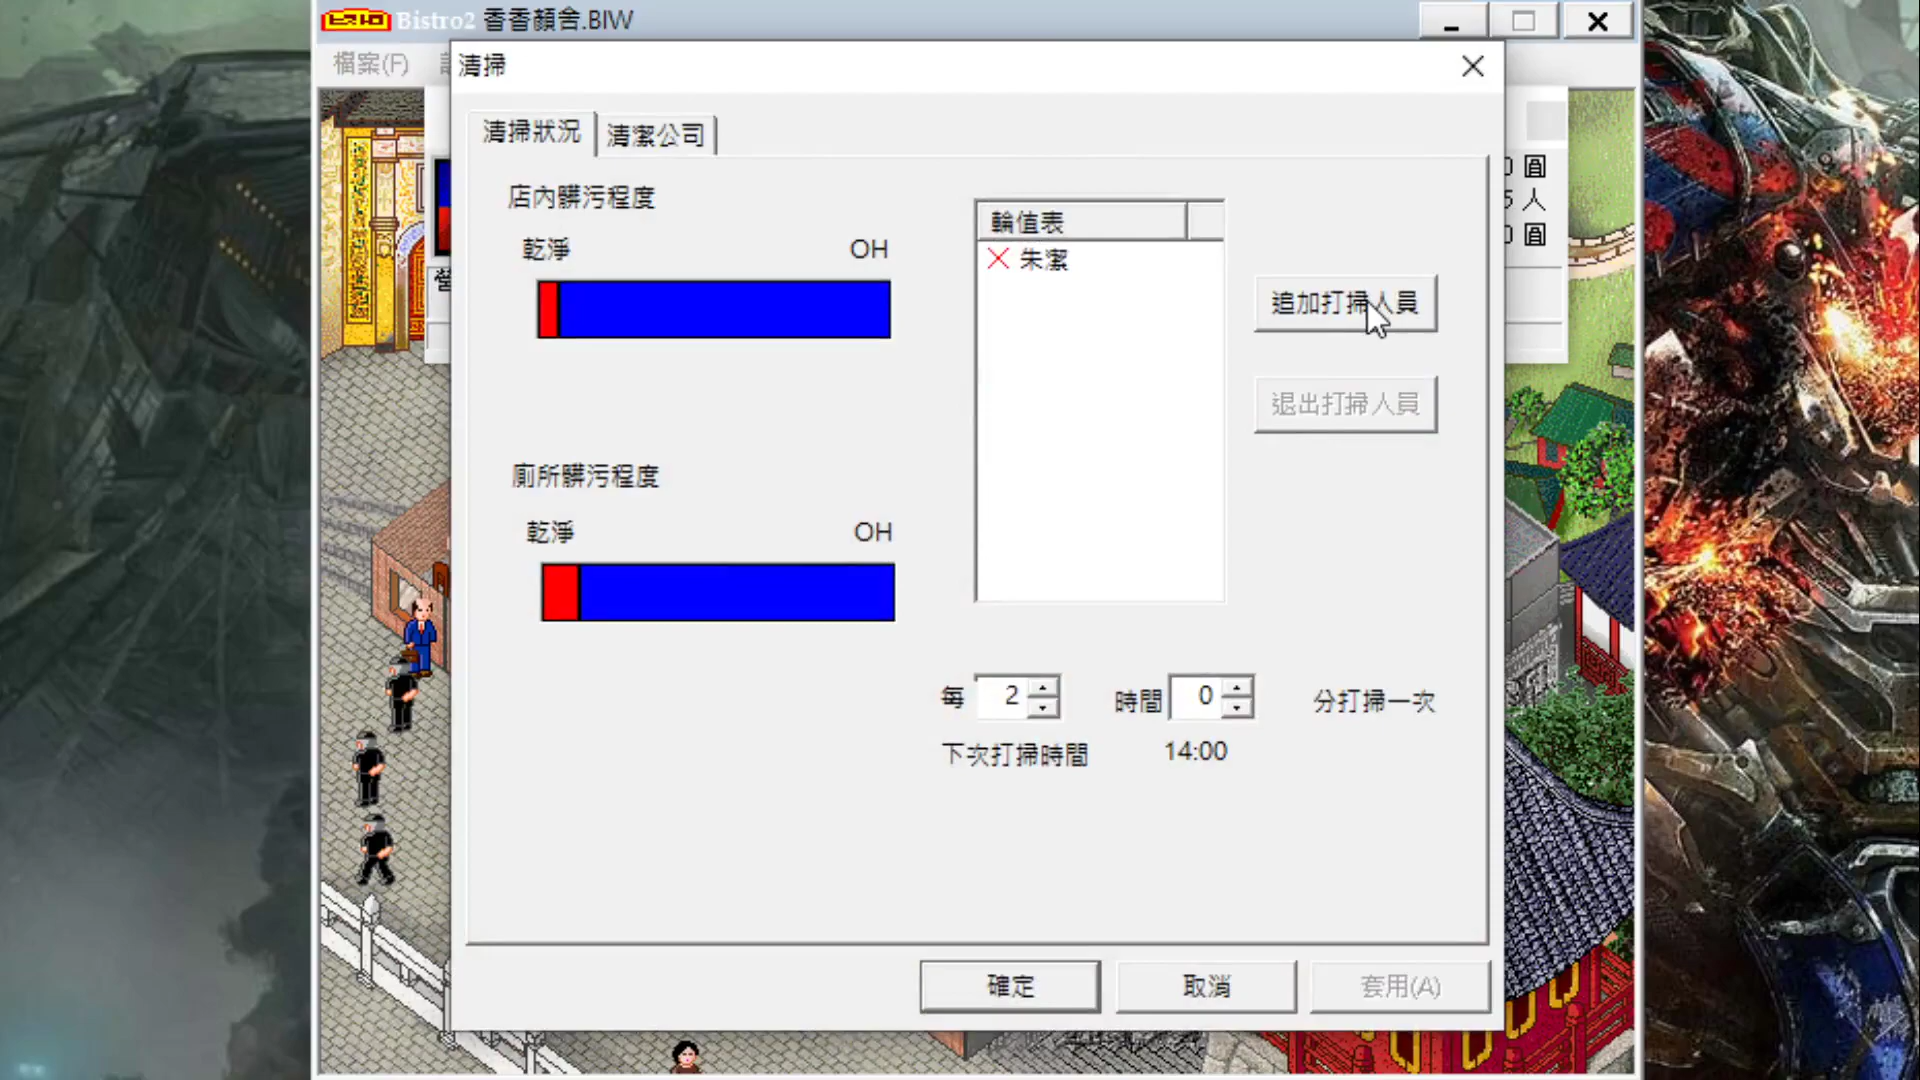 Bistro2 香香顏舍.BIW
檔案(F)
清掃
清掃狀況
清潔公司
店內髒污程度
乾淨
OH
輪值表
朱潔
追加打掃人員
退出打掃人員
廁所髒污程度
乾淨
OH
每 2 時間 0 分打掃一次
下次打掃時間 14:00
確定
取消
套用(A)
圓
人
圓